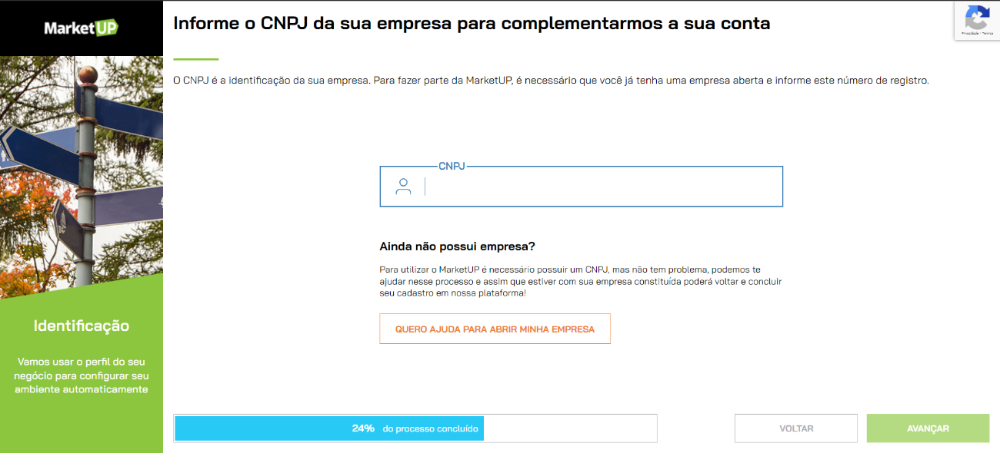 MarketUP
Informe o CNPJ da sua empresa para complementarmos a sua conta
Privacidade - Termos
O CNPJ é a identificação da sua empresa. Para fazer parte da MarketUP, é necessário que você já tenha uma empresa aberta e informe este número de registro.
CNPJ
Ainda não possui empresa?
Para utilizar o MarketUP é necessário possuir um CNPJ, mas não tem problema, podemos te
ajudar nesse processo e assim que estiver com sua empresa constituída poderá voltar e concluir
seu cadastro em nossa plataforma!
QUERO AJUDA PARA ABRIR MINHA EMPRESA
Identificação
Vamos usar o perfil do seu
negócio para configurar seu
ambiente automaticamente
24% do processo concluído
VOLTAR
AVANÇAR